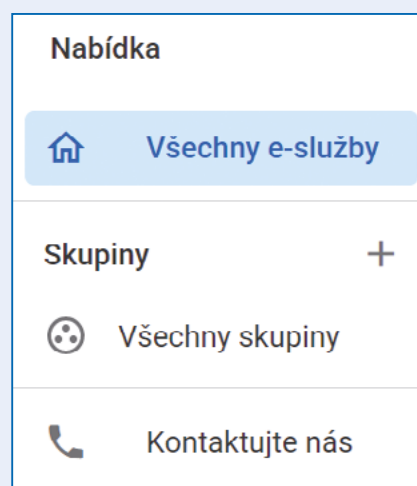 Nabídka
Všechny e-služby
Skupiny
Všechny skupiny
Kontaktujte nás